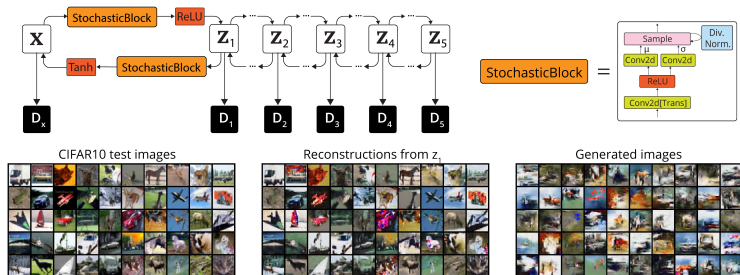 StochasticBlock ReLU ... ... ... ...
X Z1 Z2 Z3 Z4 Z5
Tanh StochasticBlock ... ... ... ...
Dx D1 D2 D3 D4 D5
StochasticBlock =
Sample Div. Norm.
μ σ
Conv2d Conv2d
ReLU
Conv2d[Trans]
CIFAR10 test images Reconstructions from z1 Generated images